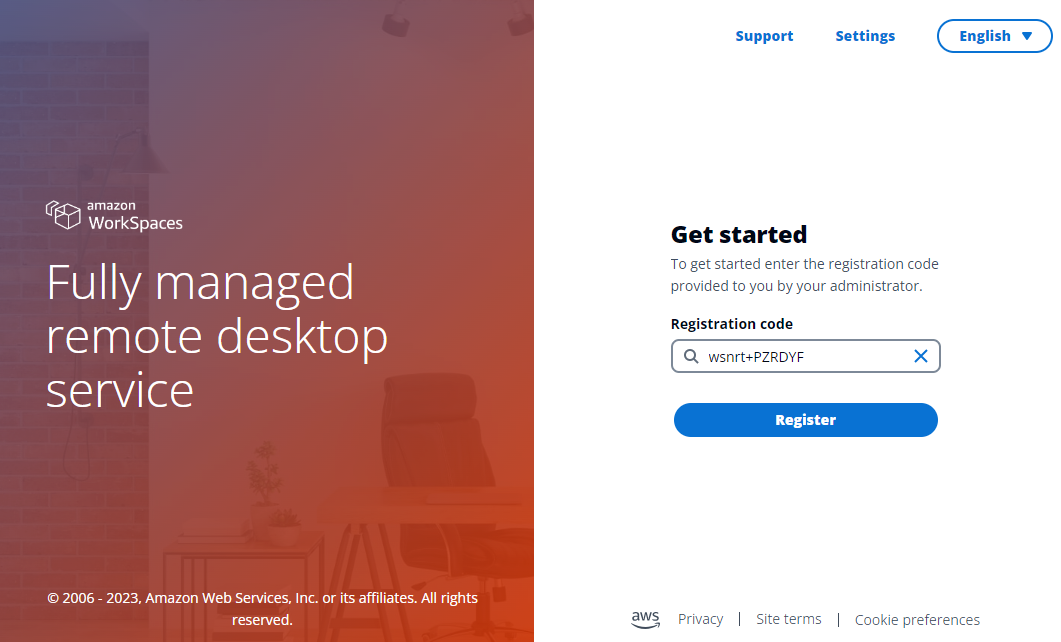 Support
Settings
English
amazon
WorkSpaces
Fully managed
remote desktop
service
Get started
To get started enter the registration code
provided to you by your administrator.
Registration code
wsnrt+PZRDYF
Register
© 2006 - 2023, Amazon Web Services, Inc. or its affiliates. All rights
reserved.
aws
Privacy | Site terms | Cookie preferences